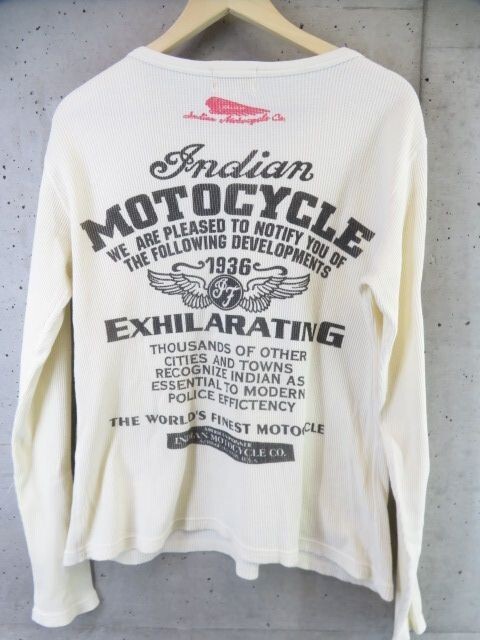 Indian Motocycle Co.
Indian
MOTOCYCLE
WE ARE PLEASED TO NOTIFY YOU OF
THE FOLLOWING DEVELOPMENTS
1936
EXHILARATING
THOUSANDS OF OTHER
CITIES AND TOWNS
RECOGNIZE INDIAN AS
ESSENTIAL TO MODERN
POLICE EFFICTENCY
THE WORLD'S FINEST MOTOCYCLE
INDIAN MOTOCYCLE CO.